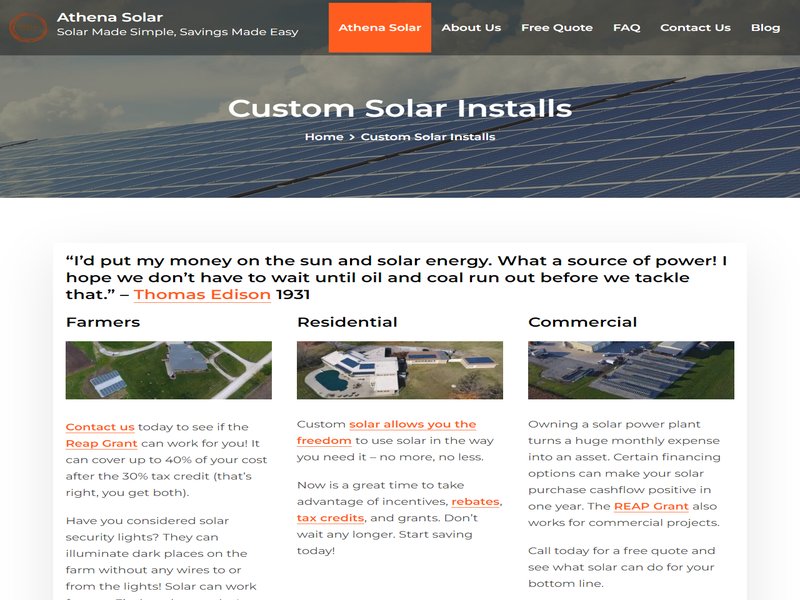 Athena Solar
Solar Made Simple, Savings Made Easy
Athena Solar
About Us
Free Quote
FAQ
Contact Us
Blog
Custom Solar Installs
Home > Custom Solar Installs
“I’d put my money on the sun and solar energy. What a source of power! I
hope we don’t have to wait until oil and coal run out before we tackle
that.” – Thomas Edison 1931
Farmers
Contact us today to see if the
Reap Grant can work for you! It
can cover up to 40% of your cost
after the 30% tax credit (that’s
right, you get both).
Have you considered solar
security lights? They can
illuminate dark places on the
farm without any wires to or
from the lights! Solar can work
Residential
Custom solar allows you the
freedom to use solar in the way
you need it – no more, no less.
Now is a great time to take
advantage of incentives, rebates,
tax credits, and grants. Don’t
wait any longer. Start saving
today!
Commercial
Owning a solar power plant
turns a huge monthly expense
into an asset. Certain financing
options can make your solar
purchase cashflow positive in
one year. The REAP Grant also
works for commercial projects.
Call today for a free quote and
see what solar can do for your
bottom line.